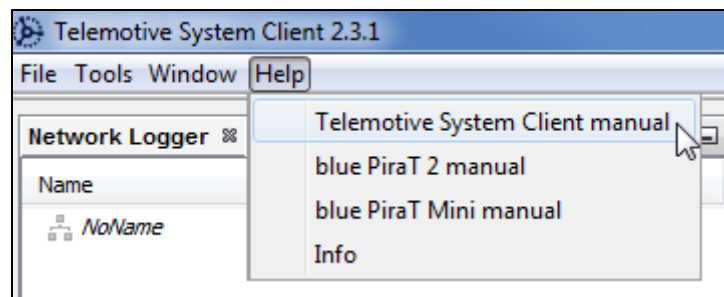 Telemotive System Client 2.3.1
File Tools Window Help
Telemotive System Client manual
Network Logger
blue PiraT 2 manual
Name
blue PiraT Mini manual
NoName
Info